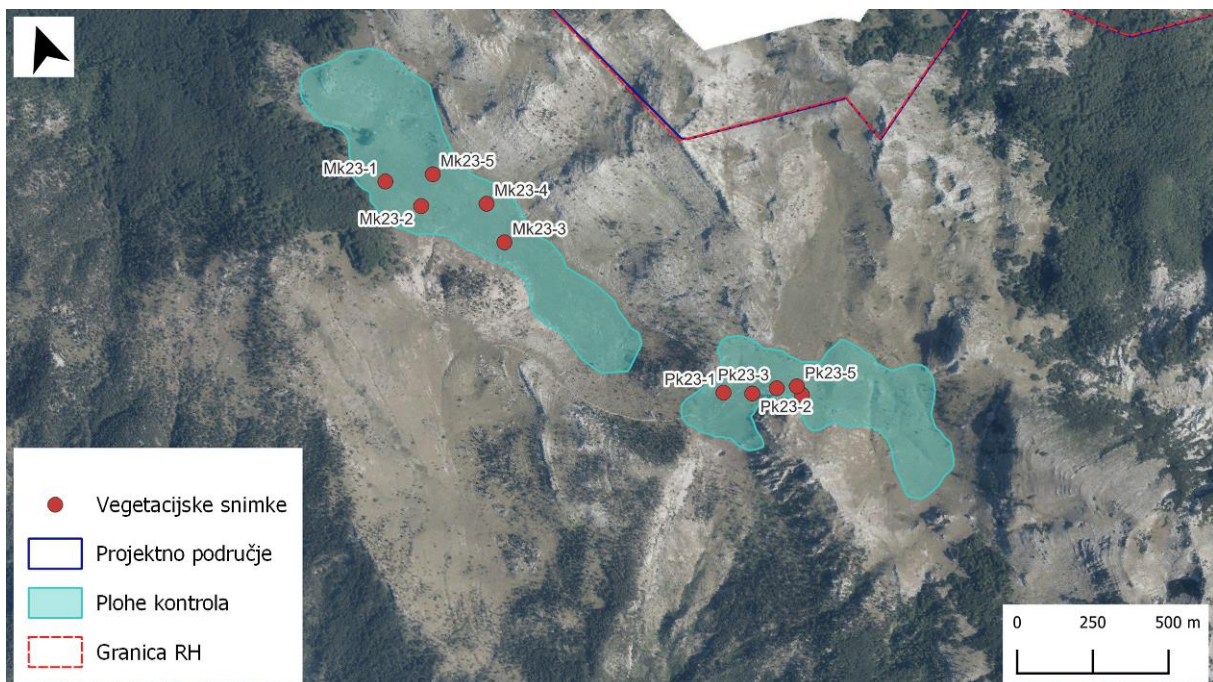 Mk23-1
Mk23-5
Mk23-2
Mk23-4
Mk23-3
Pk23-1
Pk23-3
Pk23-5
Pk23-2
Vegetacijske snimke
Projektno područje
Plohe kontrola
Granica RH
0 250 500 m